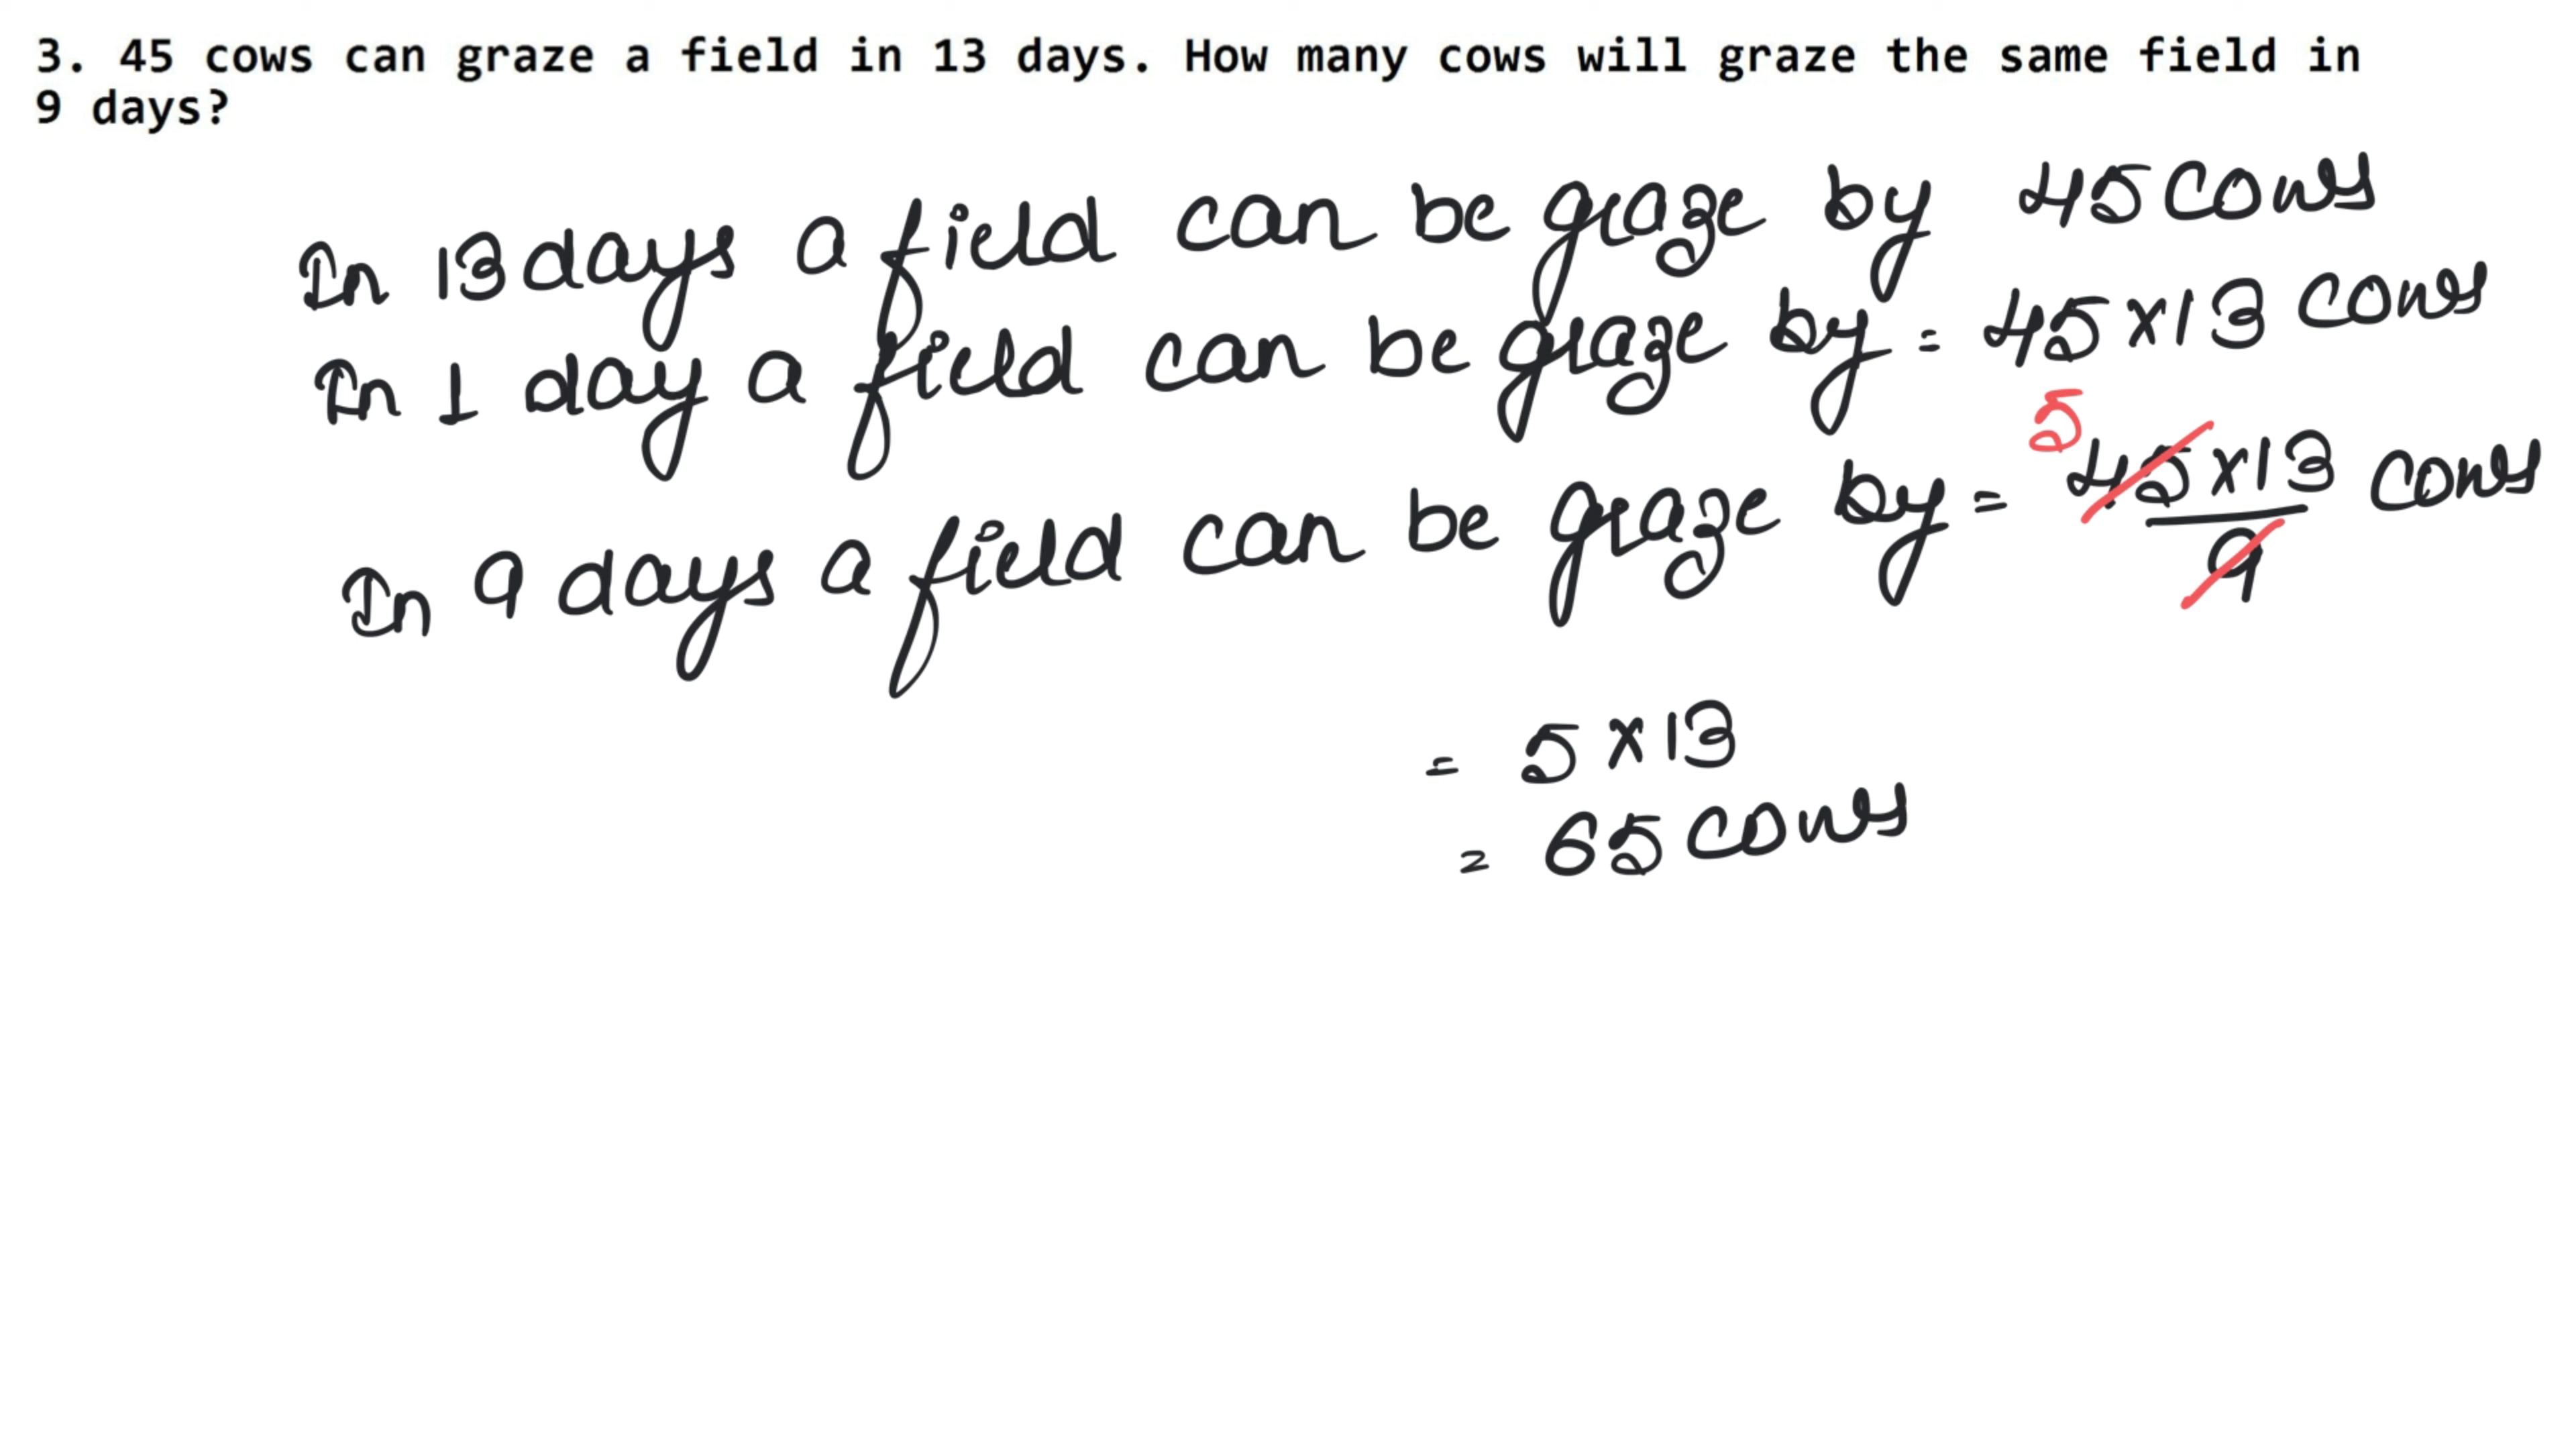 3. 45 cows can graze a field in 13 days. How many cows will graze the same field in
9 days?
In 13 days a field can be graze by 45 cows
In 1 day a field can be graze by = 45 x 13 cows
5
In 9 days a field can be graze by = 45 x 13 cows
9
= 5 x 13
= 65 cows